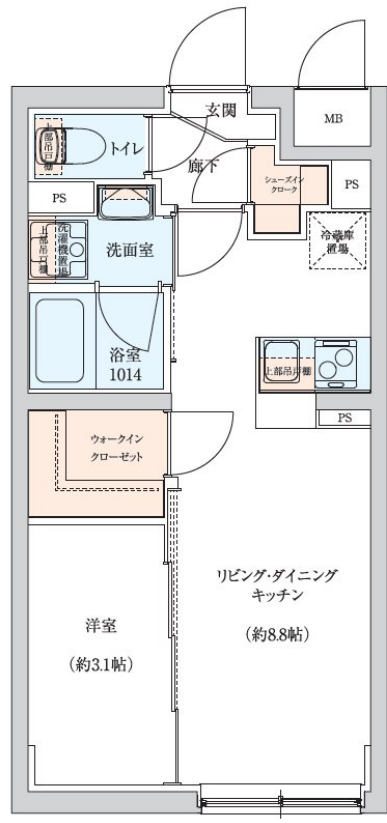 玄関
MB
上部吊戸棚
トイレ
廊下
シューズイン
クローク
PS
PS
洗面室
上部吊戸棚
洗濯機置場
冷蔵庫
置場
浴室
1014
上部吊戸棚
PS
ウォークイン
クローゼット
リビング・ダイニング
キッチン
(約8.8帖)
洋室
(約3.1帖)